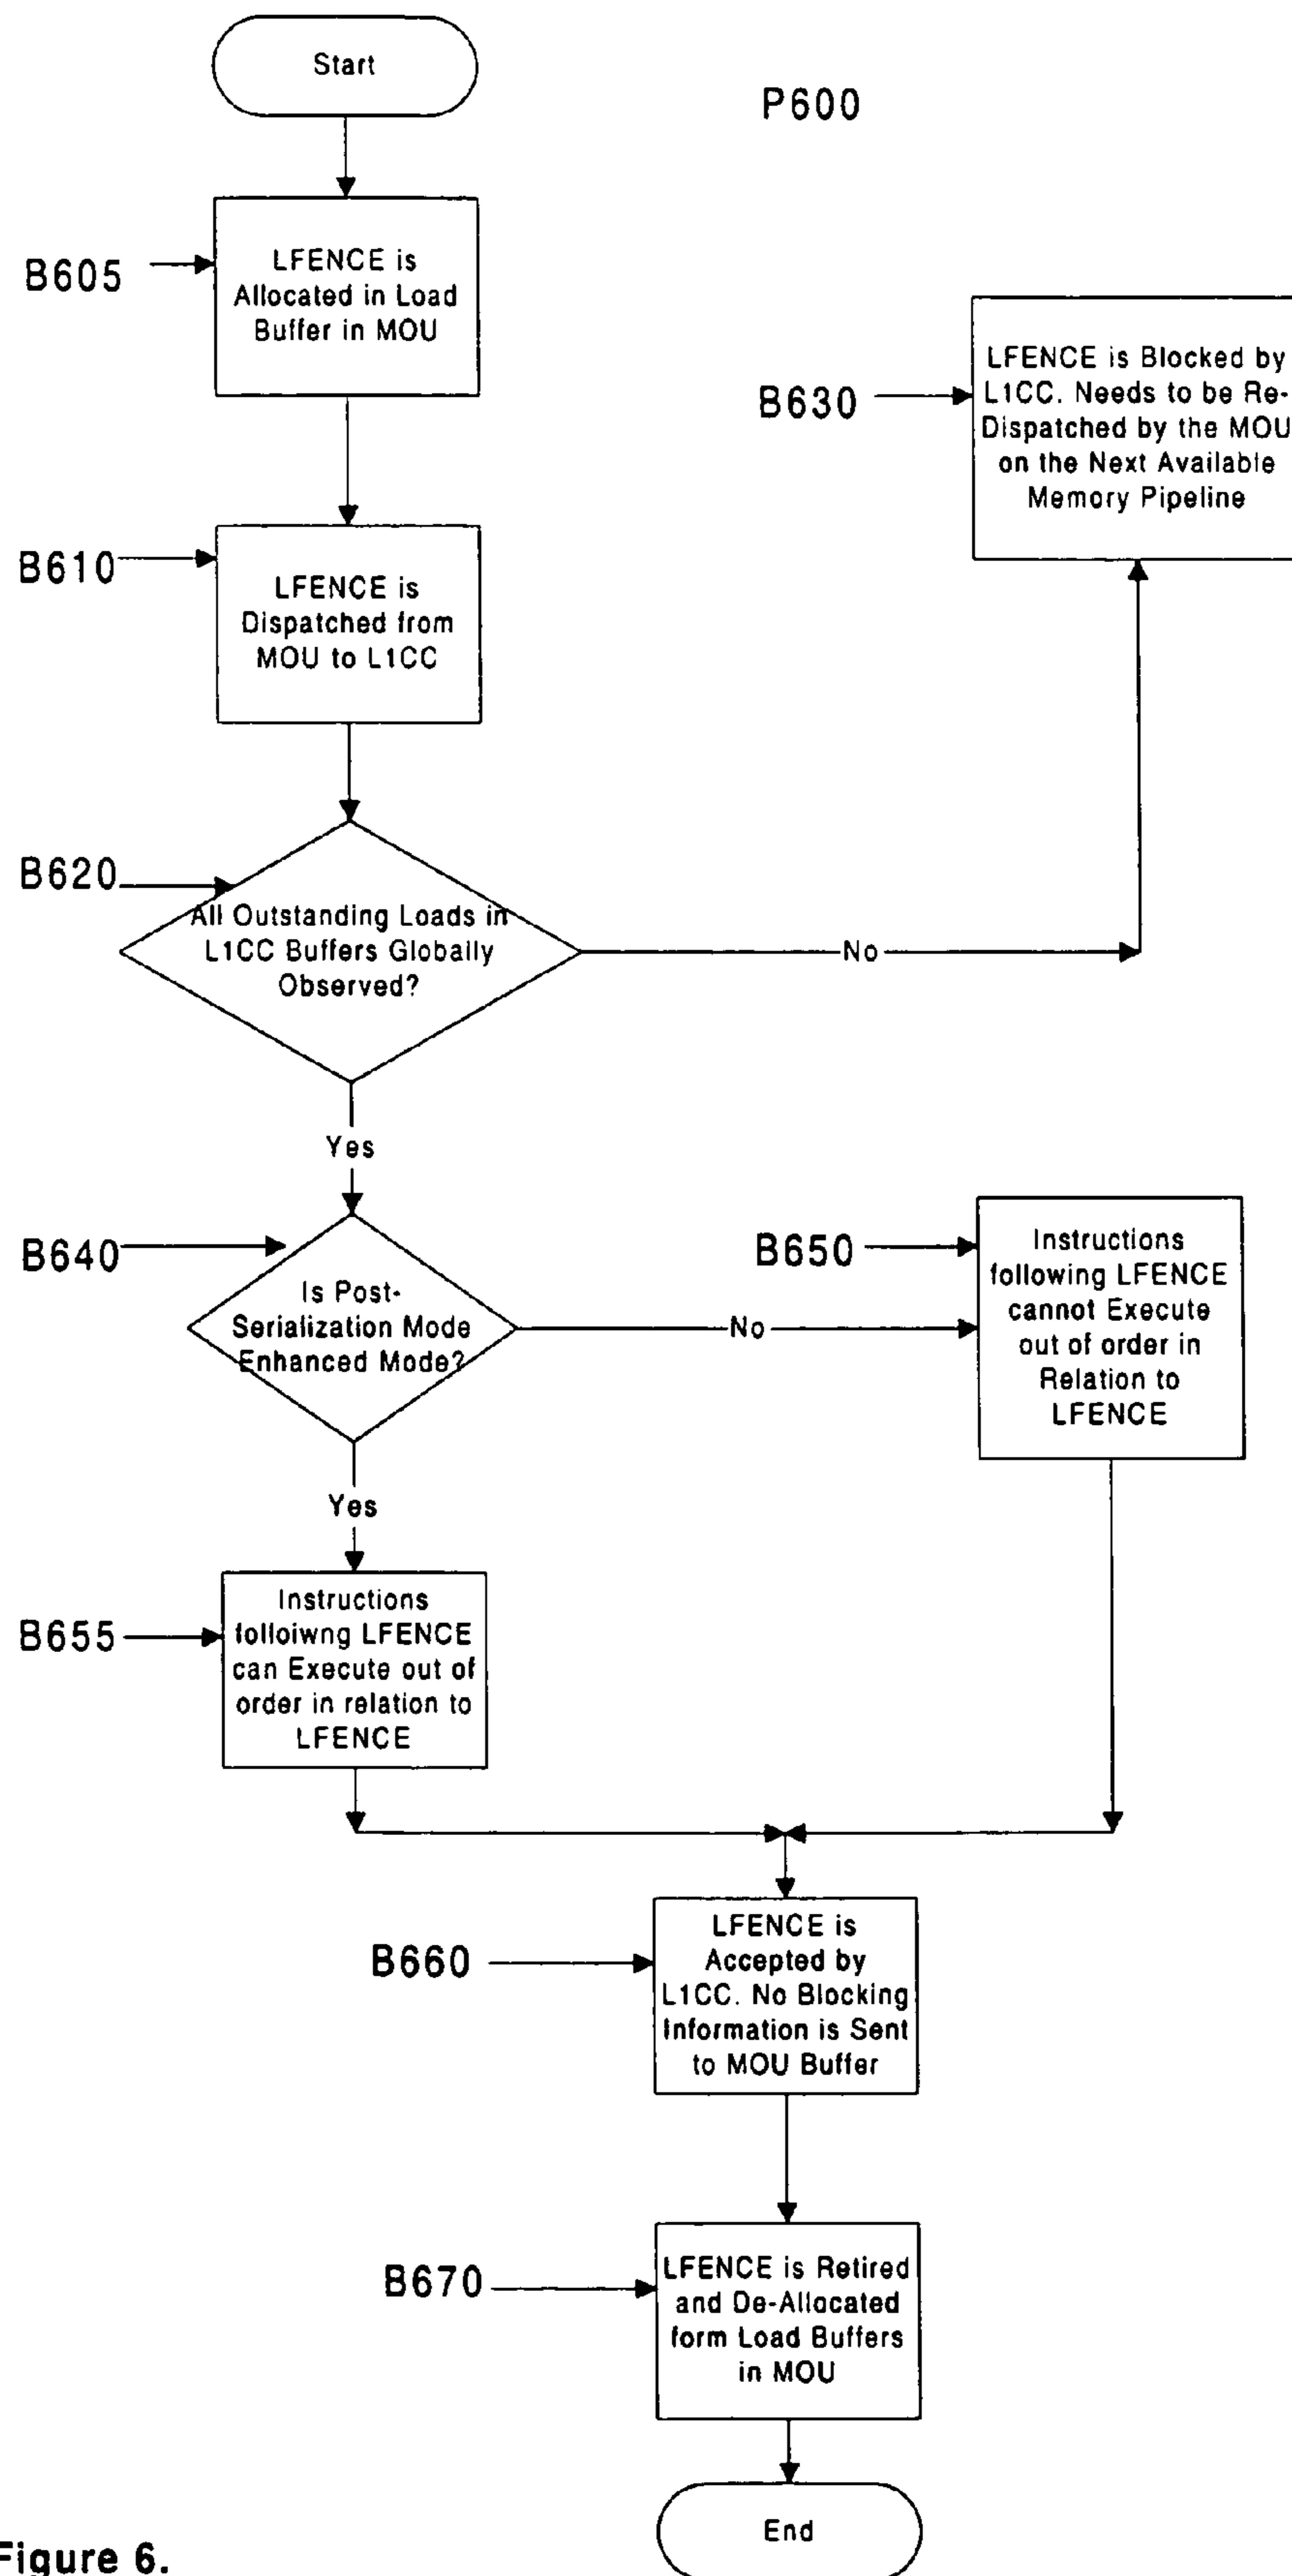 Start
P600
B605
LFENCE is
Allocated in Load
Buffer in MOU
B630
LFENCE is Blocked by
L1CC. Needs to be Re-
Dispatched by the MOU
on the Next Available
Memory Pipeline
B610
LFENCE is
Dispatched from
MOU to L1CC
B620
All Outstanding Loads in
L1CC Buffers Globally
Observed?
No
Yes
B640
Is Post-
Serialization Mode
Enhanced Mode?
No
B650
Instructions
following LFENCE
cannot Execute
out of order in
Relation to
LFENCE
Yes
B655
Instructions
folloiwng LFENCE
can Execute out of
order in relation to
LFENCE
B660
LFENCE is
Accepted by
L1CC. No Blocking
Information is Sent
to MOU Buffer
B670
LFENCE is Retired
and De-Allocated
form Load Buffers
in MOU
End
Figure 6.